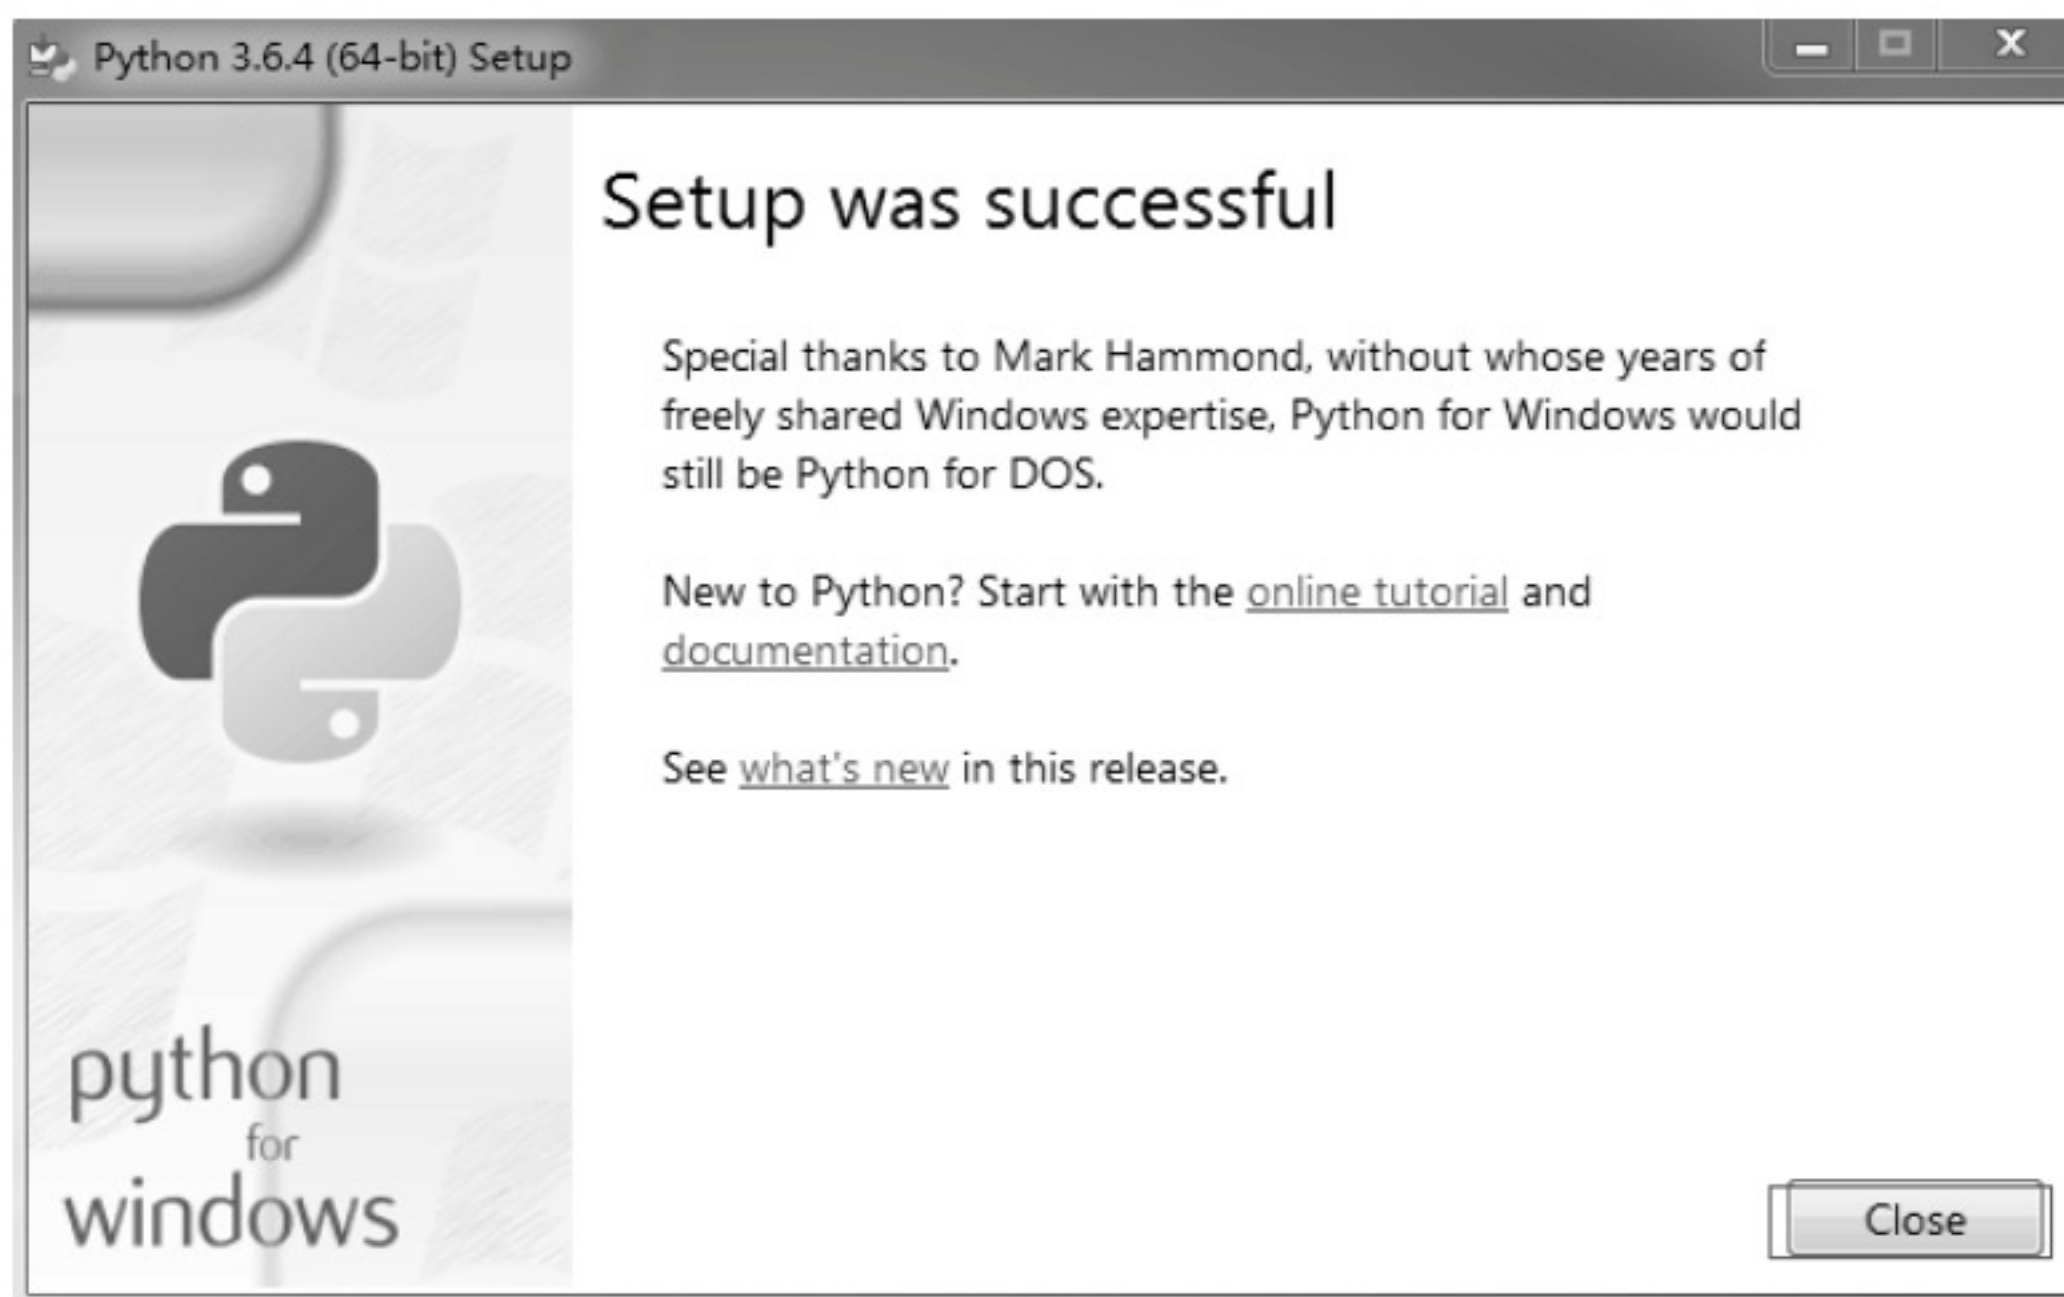 Python 3.6.4 (64-bit) Setup
Setup was successful
Special thanks to Mark Hammond, without whose years of
freely shared Windows expertise, Python for Windows would
still be Python for DOS.
New to Python? Start with the online tutorial and
documentation.
See what's new in this release.
python
for
windows
Close